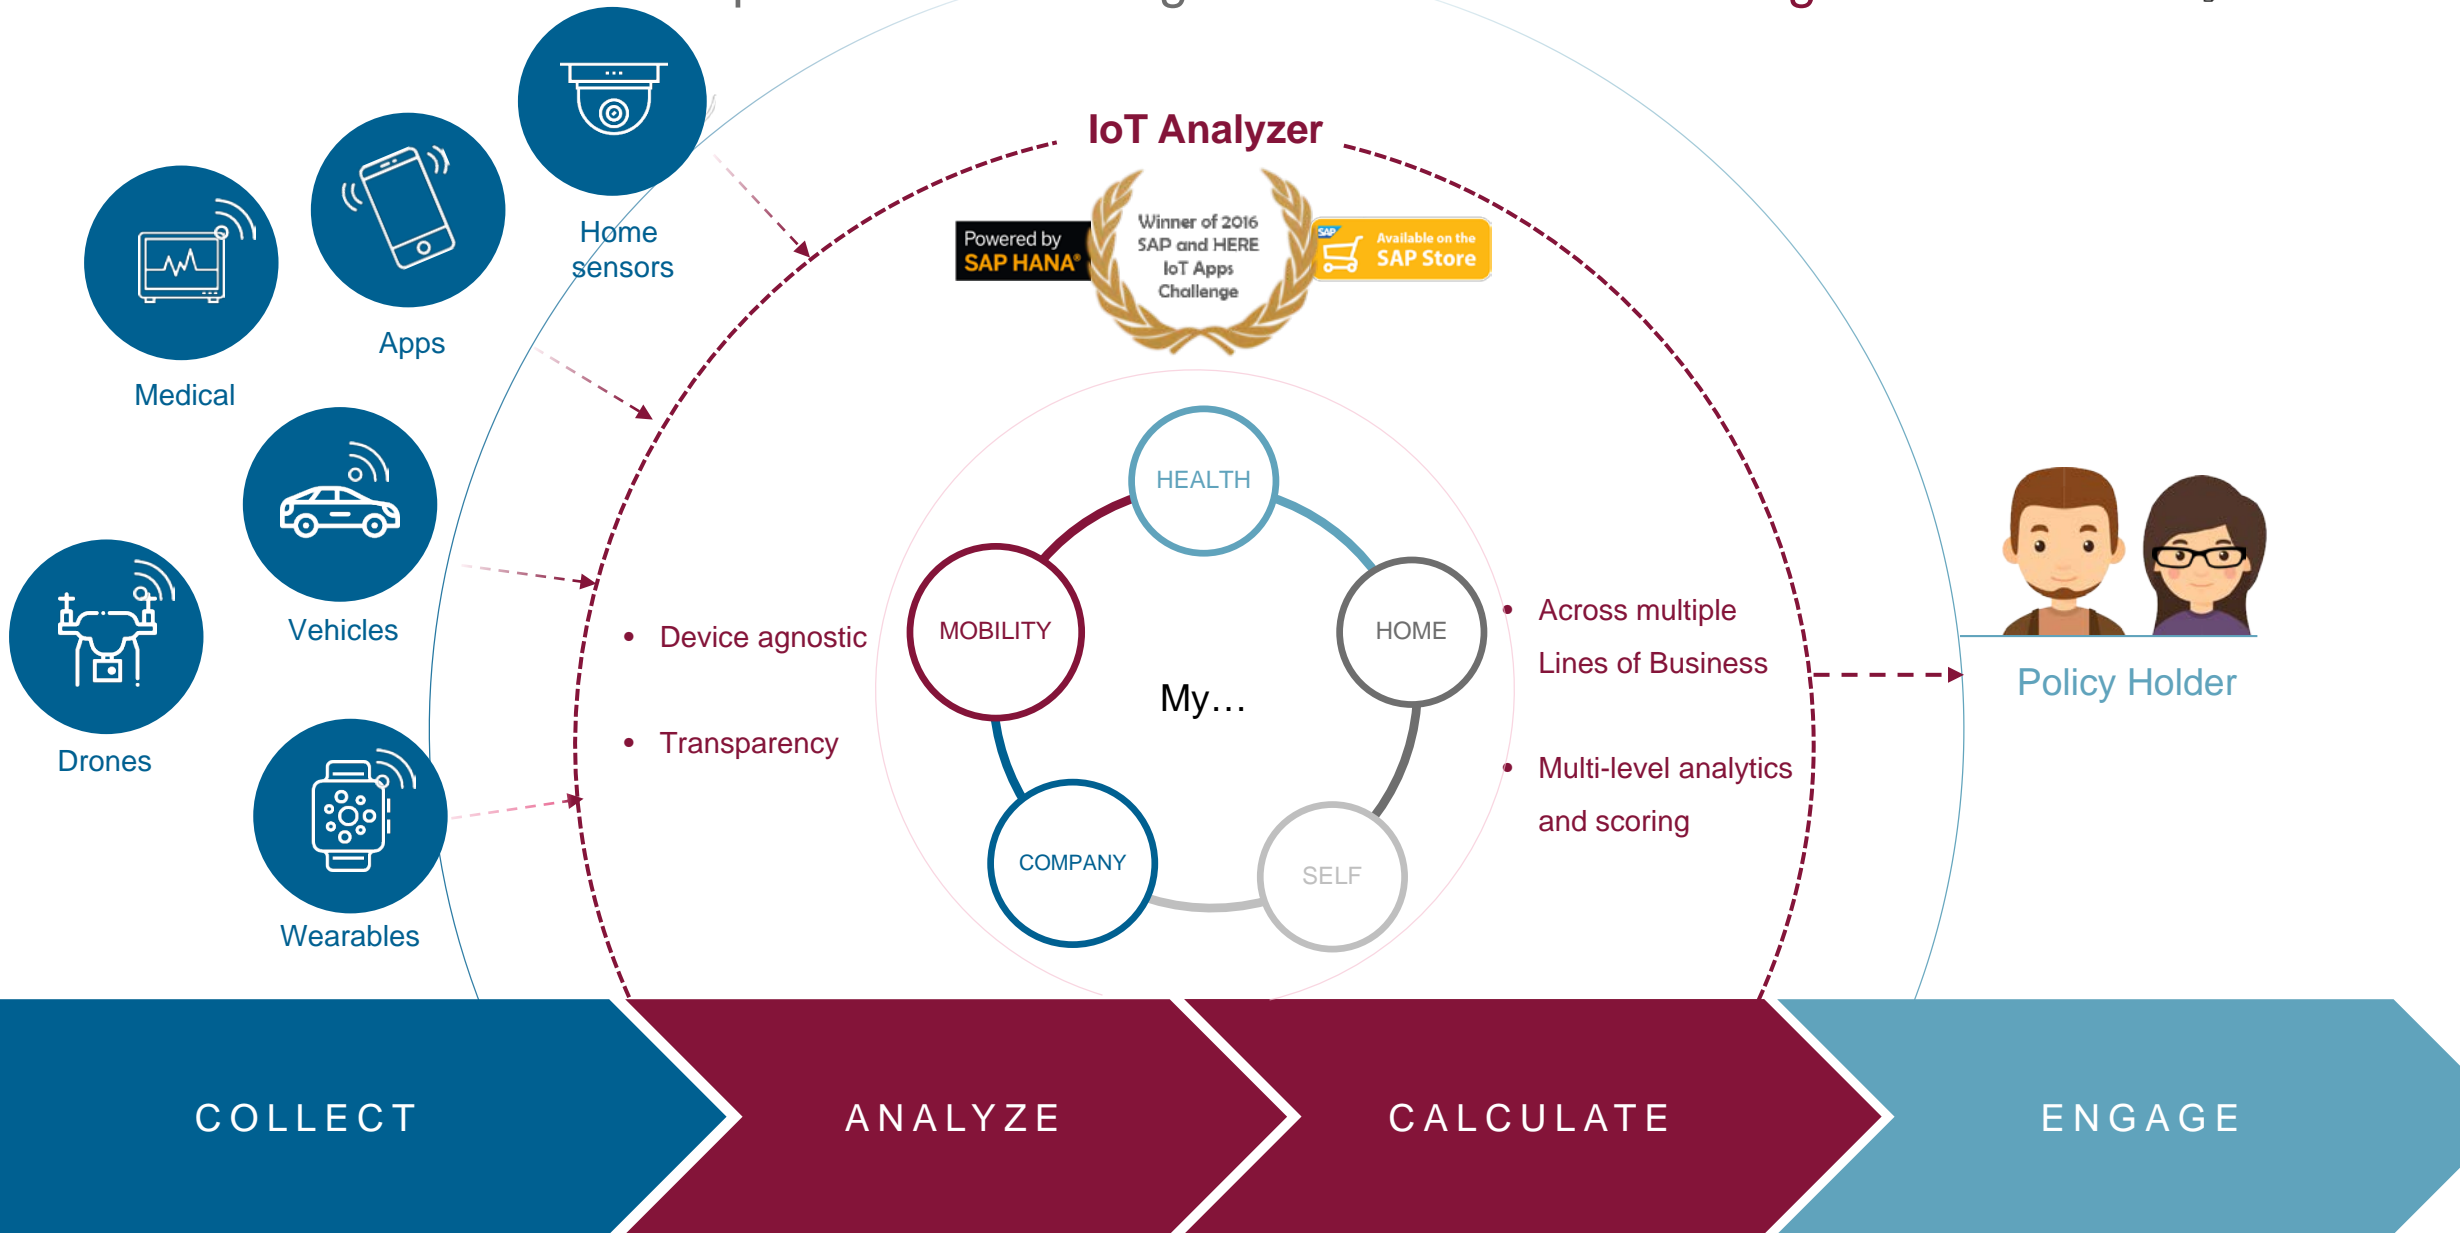 IoT Analyzer
Powered by
SAP HANA®
Winner of 2016
SAP and HERE
IoT Apps
Challenge
SAP
Available on the
SAP Store
Home
sensors
Apps
Medical
Vehicles
Drones
Wearables
• Device agnostic
• Transparency
HEALTH
MOBILITY
HOME
My...
COMPANY
SELF
• Across multiple
Lines of Business
• Multi-level analytics
and scoring
Policy Holder
COLLECT
ANALYZE
CALCULATE
ENGAGE